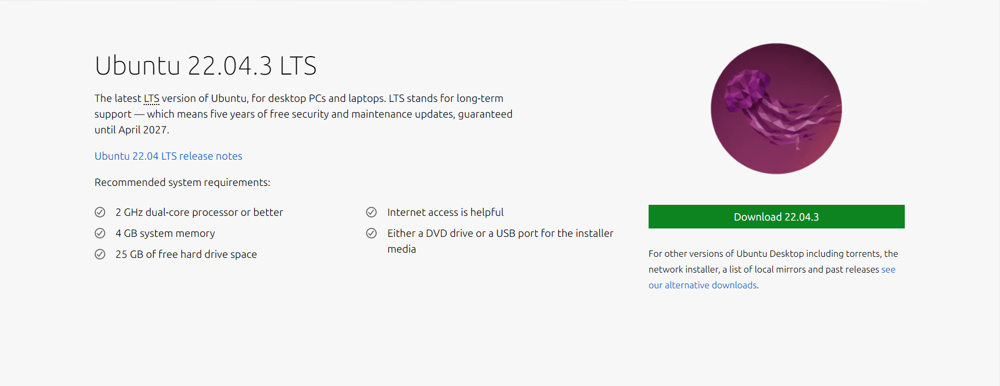 Ubuntu 22.04.3 LTS
The latest LTS version of Ubuntu, for desktop PCs and laptops. LTS stands for long-term
support — which means five years of free security and maintenance updates, guaranteed
until April 2027.
Ubuntu 22.04 LTS release notes
Recommended system requirements:
2 GHz dual-core processor or better
4 GB system memory
25 GB of free hard drive space
Internet access is helpful
Either a DVD drive or a USB port for the installer
media
Download 22.04.3
For other versions of Ubuntu Desktop including torrents, the
network installer, a list of local mirrors and past releases see
our alternative downloads.